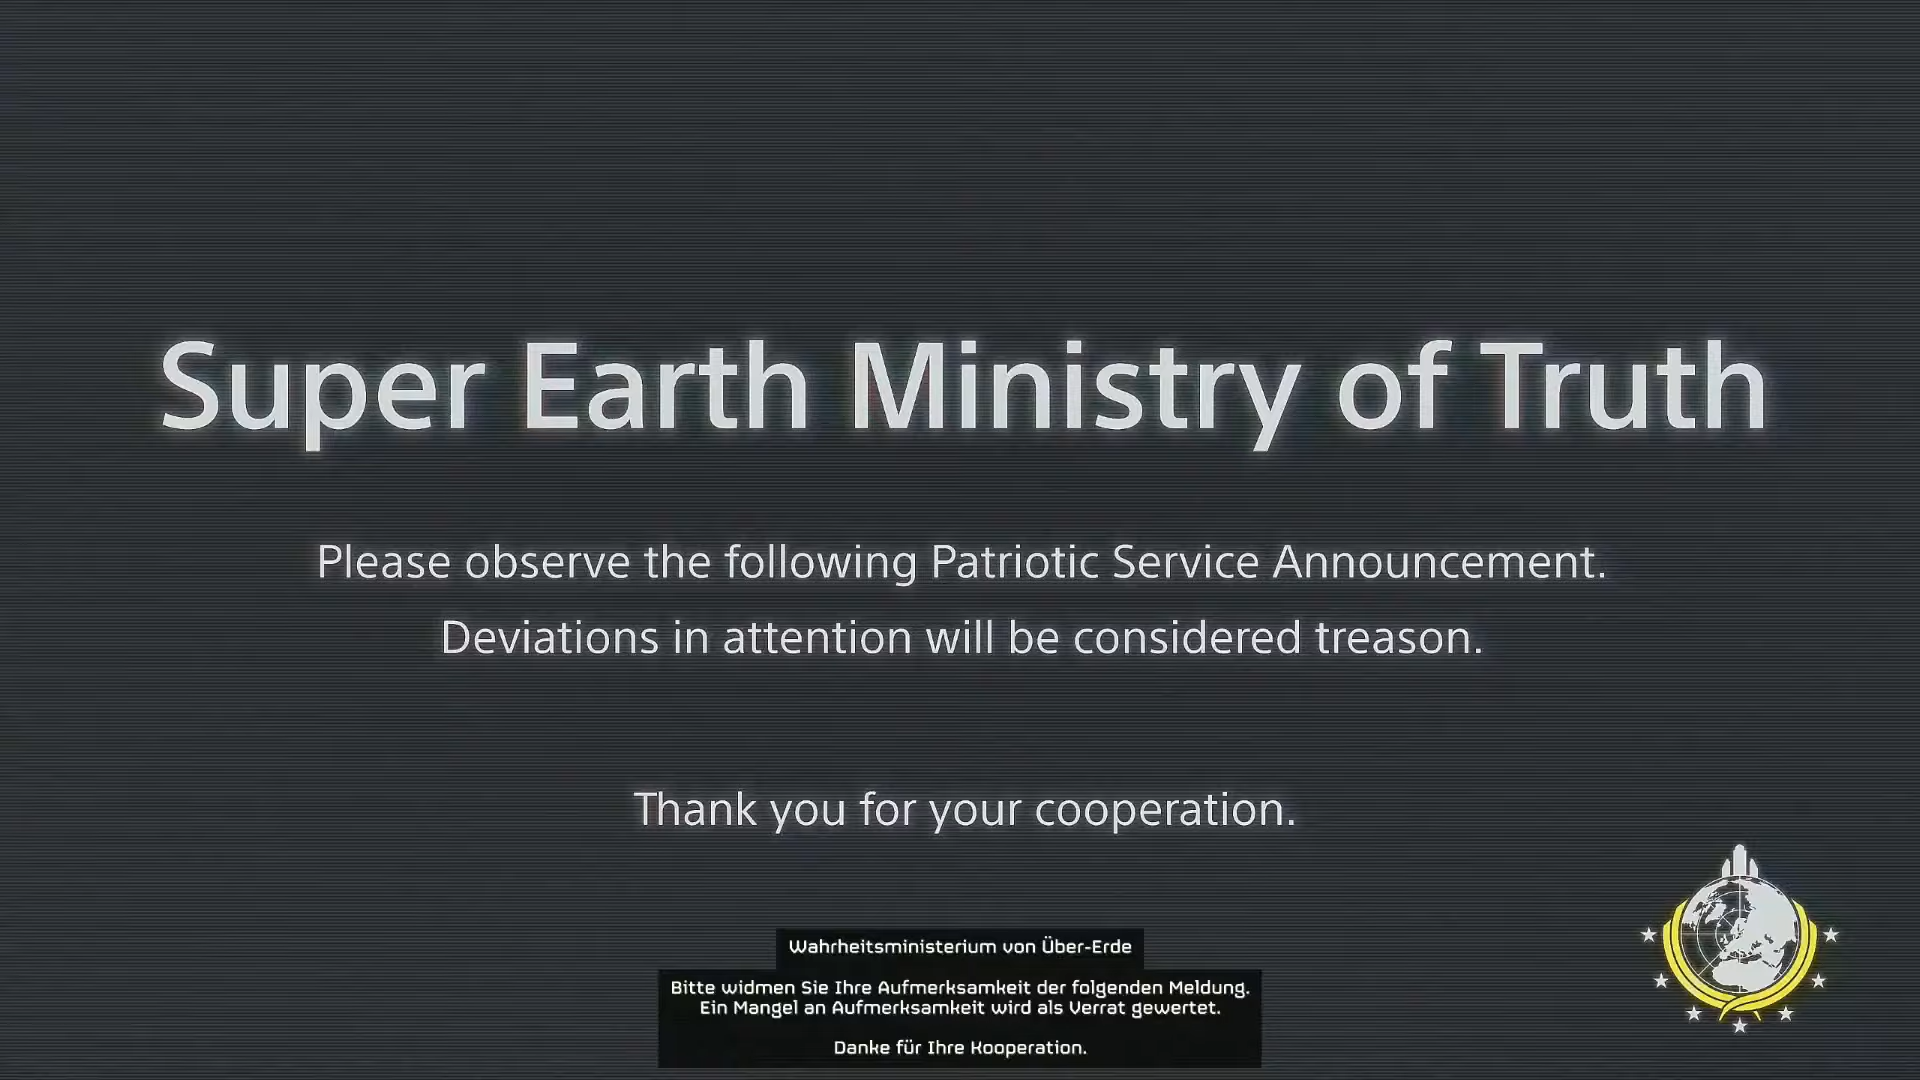 Super Earth Ministry of Truth
Please observe the following Patriotic Service Announcement.
Deviations in attention will be considered treason.
Thank you for your cooperation.
Wahrheitsministerium von Über-Erde
Bitte widmen Sie Ihre Aufmerksamkeit der folgenden Meldung.
Ein Mangel an Aufmerksamkeit wird als Verrat gewertet.
Danke für Ihre Kooperation.